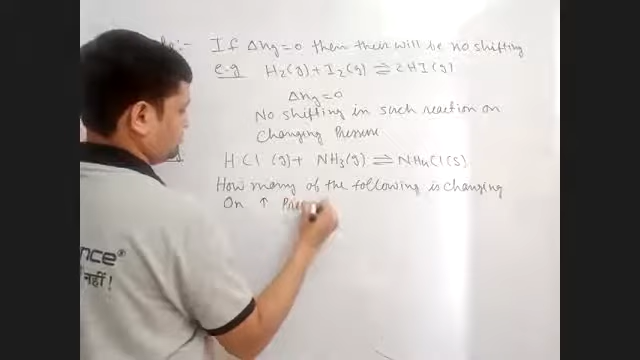 :- If Δng=0 then their will be no shifting
e.g H2(g)+I2(g)⇌2HI(g)
Δng=0
No shifting in such reaction on
changing Pressure
HCl (g)+ NH3(g)⇌NH4Cl(s)
How many of the following is changing
On ↑ Pres
nce®
नहीं!